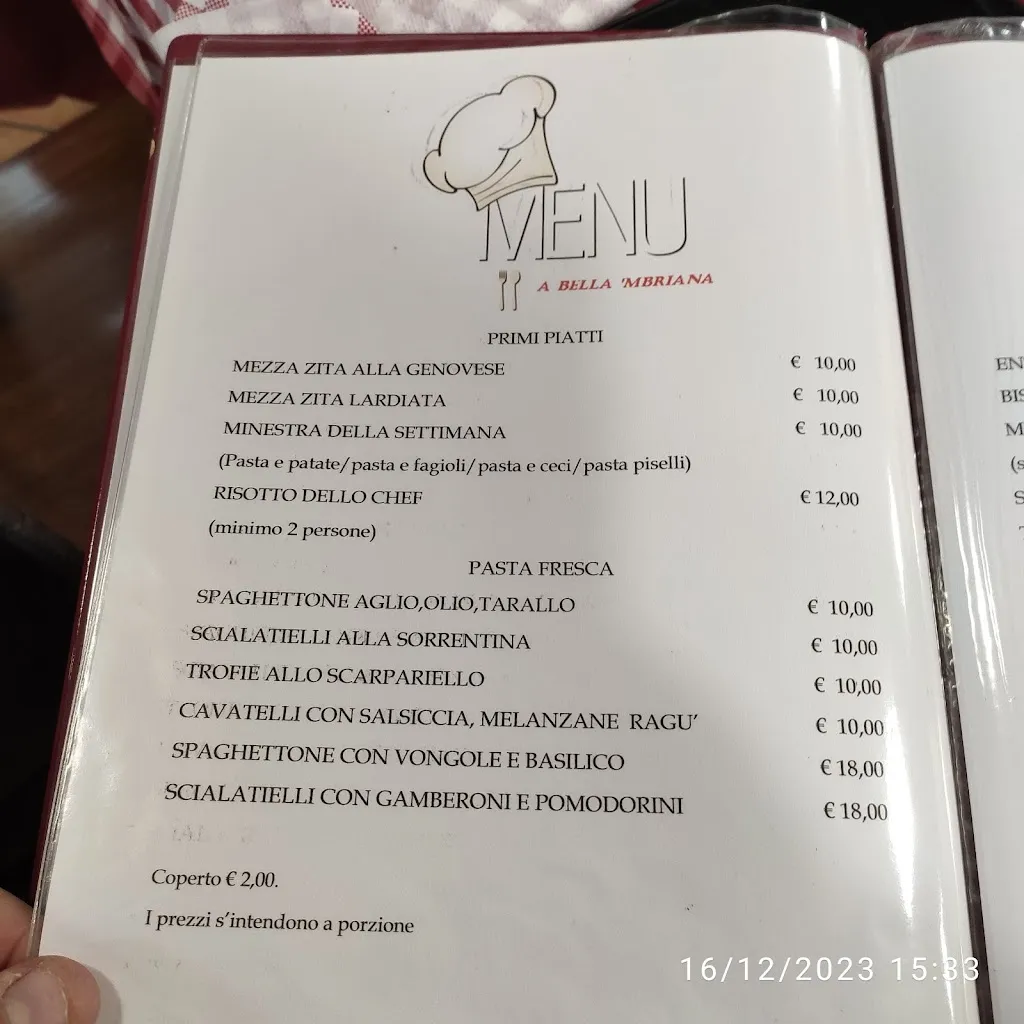 MENU
A BELLA 'MBRIANA
PRIMI PIATTI
MEZZA ZITA ALLA GENOVESE € 10,00
MEZZA ZITA LARDIATA € 10,00
MINESTRA DELLA SETTIMANA € 10,00
(Pasta e patate/pasta e fagioli/pasta e ceci/pasta piselli)
RISOTTO DELLO CHEF € 12,00
(minimo 2 persone)
PASTA FRESCA
SPAGHETTONE AGLIO,OLIO,TARALLO € 10,00
SCIALATIELLI ALLA SORRENTINA € 10,00
TROFIE ALLO SCARPARIELLO € 10,00
CAVATELLI CON SALSICCIA, MELANZANE RAGU' € 10,00
SPAGHETTONE CON VONGOLE E BASILICO € 18,00
SCIALATIELLI CON GAMBERONI E POMODORINI € 18,00
Coperto € 2,00.
I prezzi s'intendono a porzione
16/12/2023 15:33